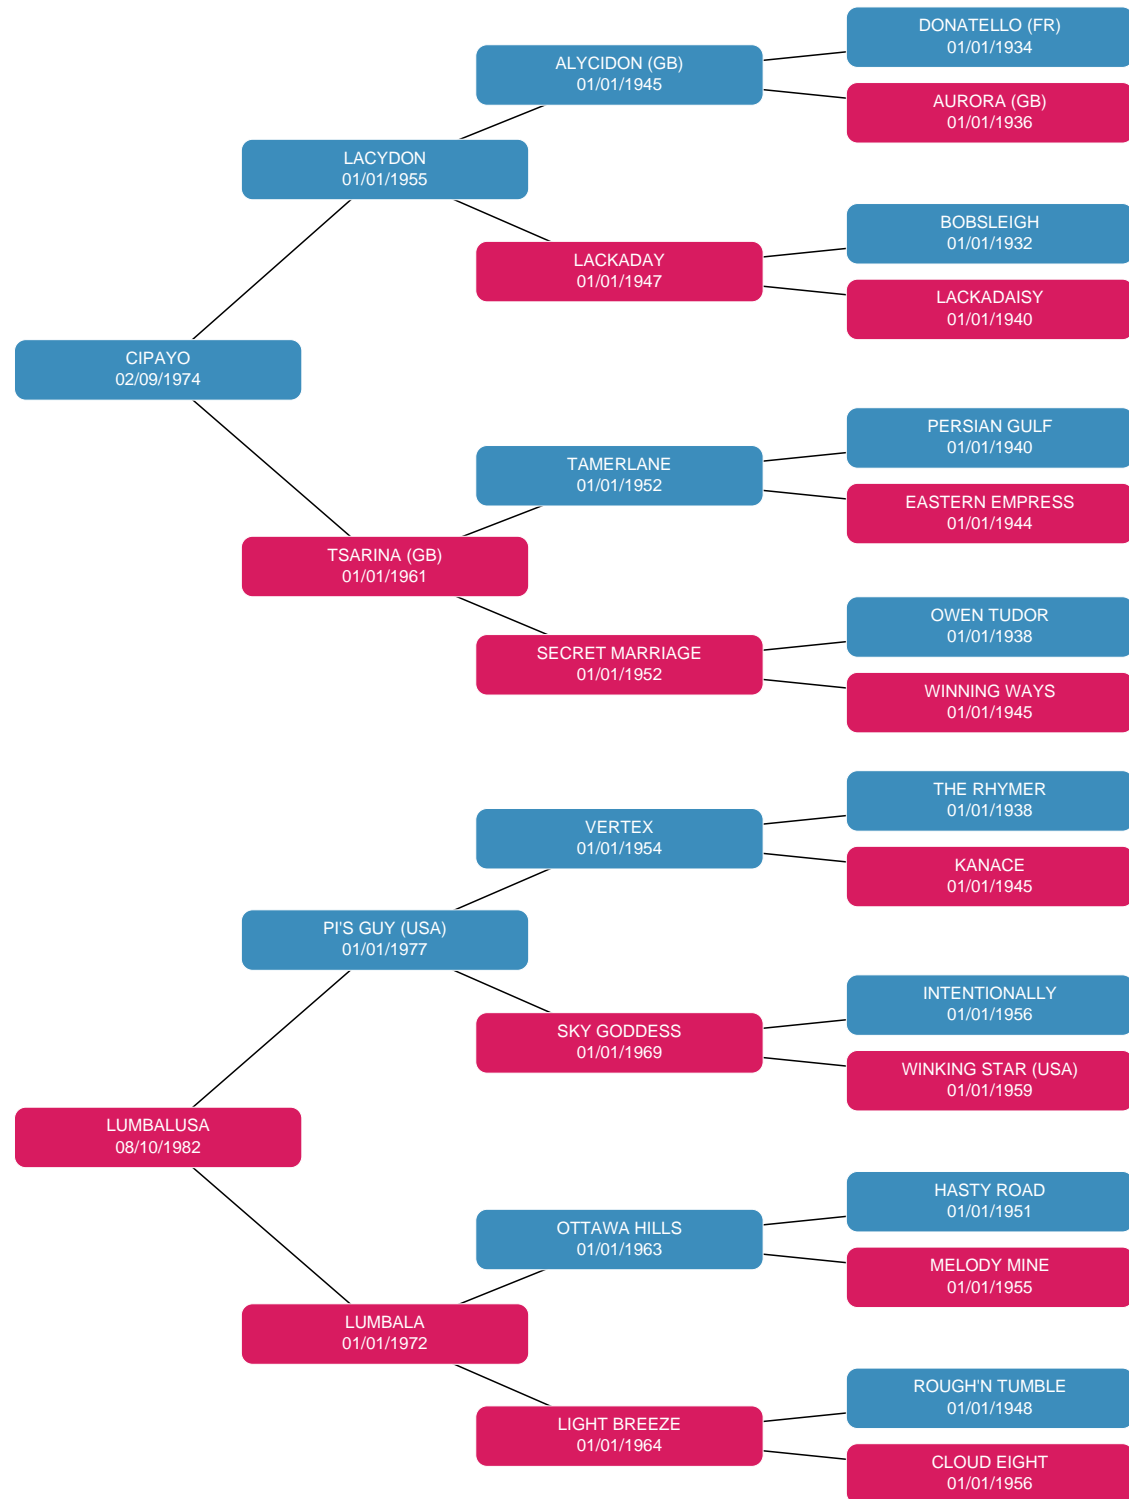 DONATELLO (FR)
01/01/1934
ALYCIDON (GB)
01/01/1945
AURORA (GB)
01/01/1936
LACYDON
01/01/1955
BOBSLEIGH
01/01/1932
LACKADAY
01/01/1947
LACKADAISY
01/01/1940
CIPAYO
02/09/1974
PERSIAN GULF
01/01/1940
TAMERLANE
01/01/1952
EASTERN EMPRESS
01/01/1944
TSARINA (GB)
01/01/1961
OWEN TUDOR
01/01/1938
SECRET MARRIAGE
01/01/1952
WINNING WAYS
01/01/1945
THE RHYMER
01/01/1938
VERTEX
01/01/1954
KANACE
01/01/1945
PI'S GUY (USA)
01/01/1977
INTENTIONALLY
01/01/1956
SKY GODDESS
01/01/1969
WINKING STAR (USA)
01/01/1959
LUMBALUSA
08/10/1982
HASTY ROAD
01/01/1951
OTTAWA HILLS
01/01/1963
MELODY MINE
01/01/1955
LUMBALA
01/01/1972
ROUGH'N TUMBLE
01/01/1948
LIGHT BREEZE
01/01/1964
CLOUD EIGHT
01/01/1956